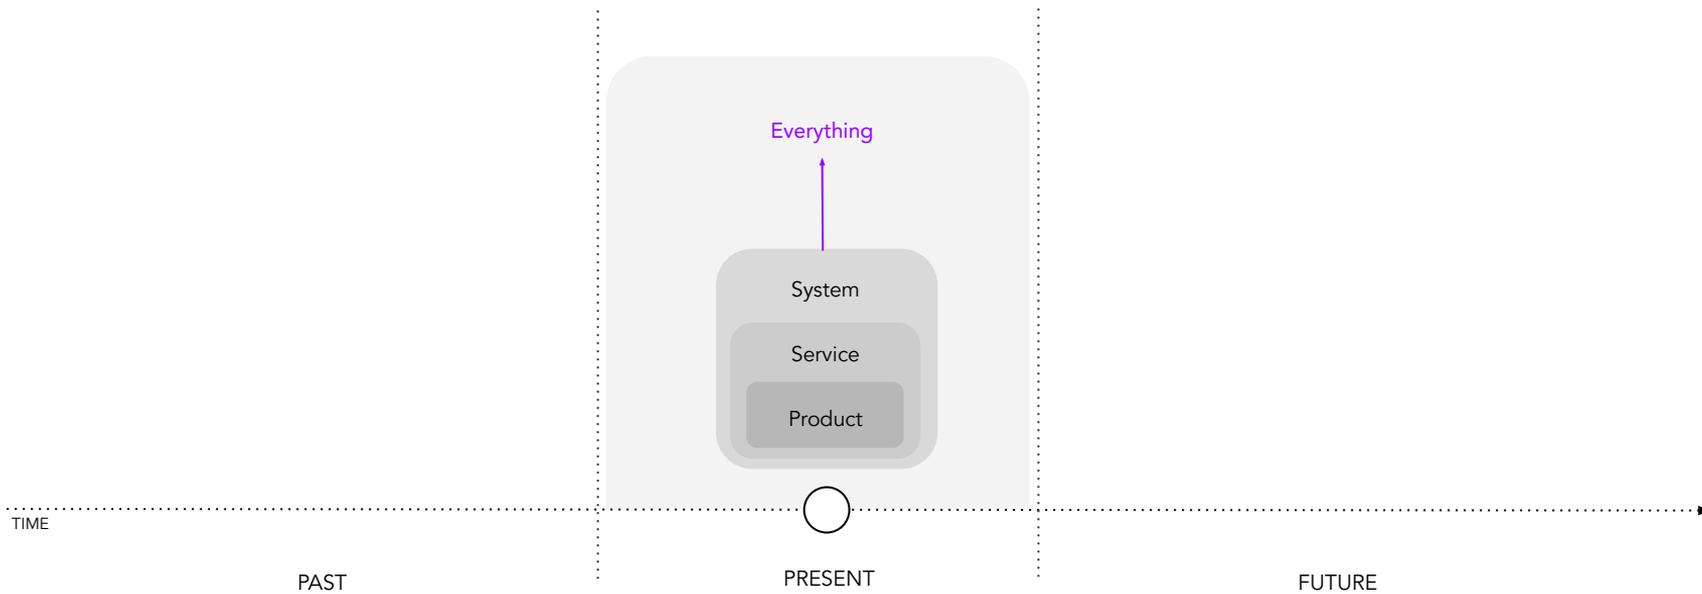 Everything
System
Service
Product
TIME
PAST
PRESENT
FUTURE